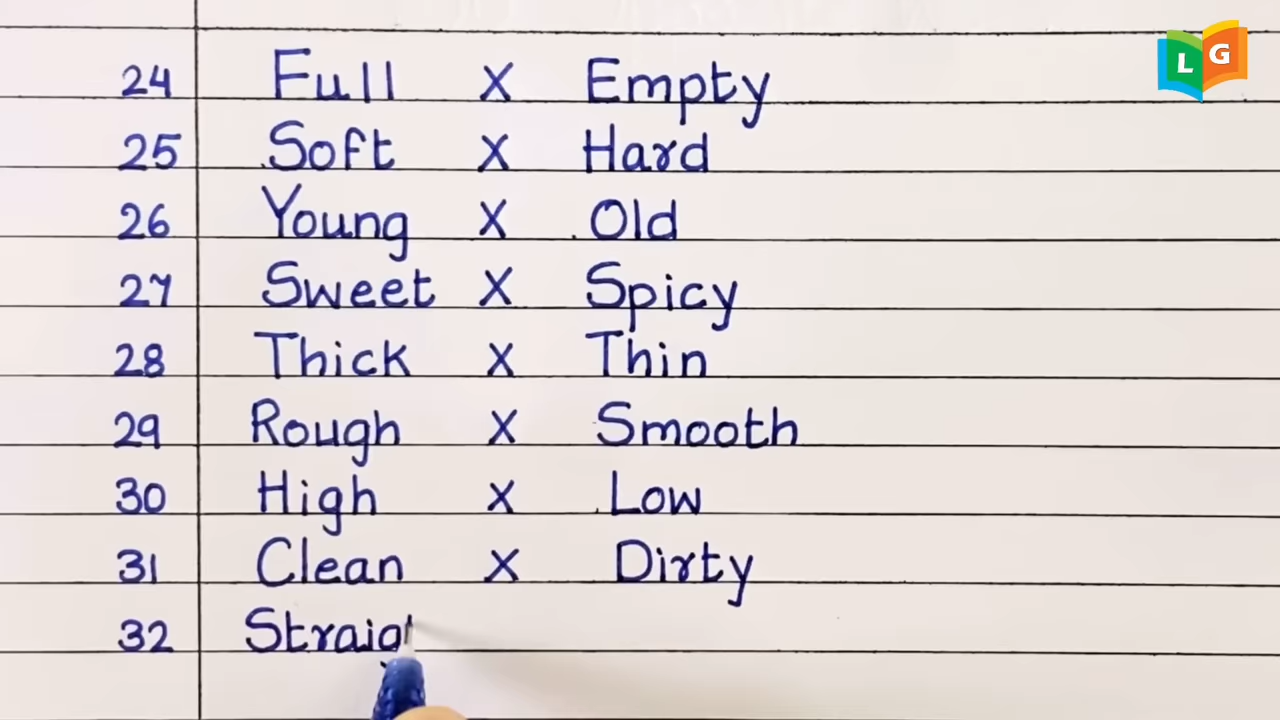 L G
24 Full X Empty
25 Soft X Hard
26 Young X Old
27 Sweet X Spicy
28 Thick X Thin
29 Rough X Smooth
30 High X Low
31 Clean X Dirty
32 Straig